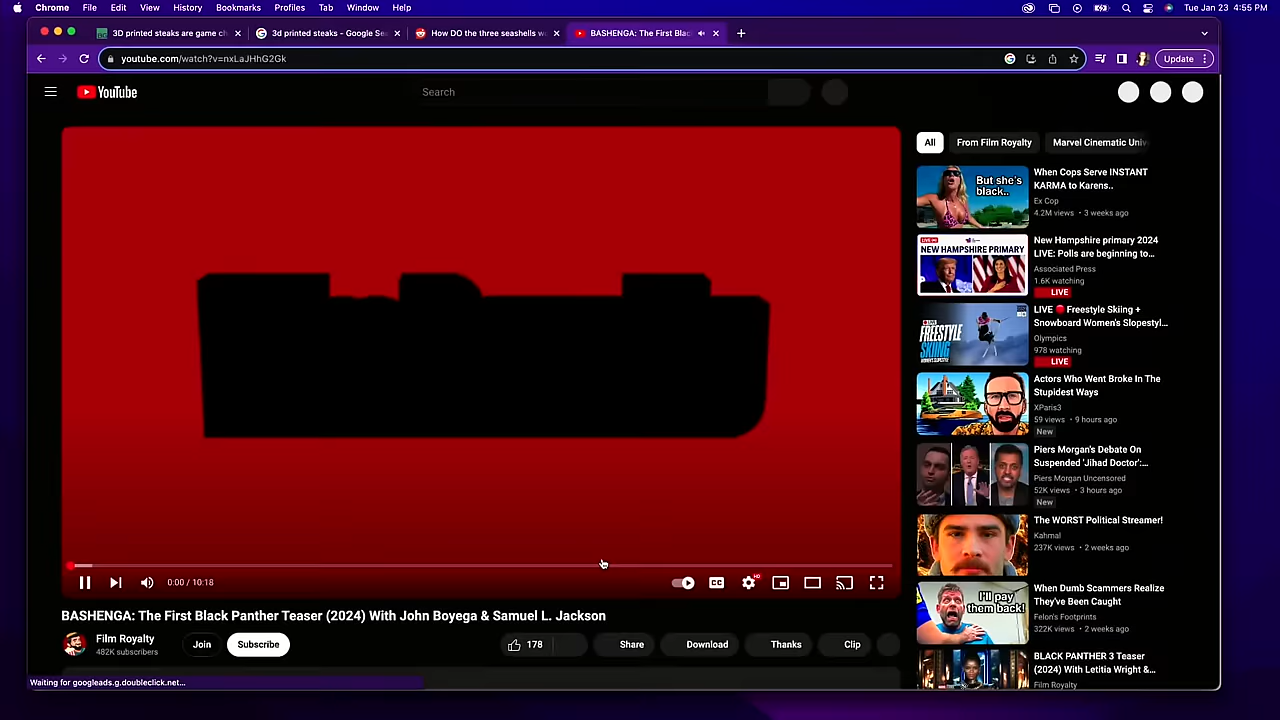 Chrome File Edit View History Bookmarks Profiles Tab Window Help Tue Jan 23 4:55 PM
3D printed steaks are game ch
3d printed steaks - Google Se
How DO the three seashells w
BASHENGA: The First Blac
youtube.com/watch?v=nxLaJHhG2Gk
Update
YouTube
Search
All
From Film Royalty
Marvel Cinematic Univ
But she's
black..
When Cops Serve INSTANT
KARMA to Karens..
Ex Cop
4.2M views • 3 weeks ago
LIVE
NEW HAMPSHIRE PRIMARY
New Hampshire primary 2024
LIVE: Polls are beginning to...
Associated Press
1.6K watching
LIVE
FREESTYLE
SKIING
LIVE 🔴 Freestyle Skiing +
Snowboard Women's Slopestyl...
Olympics
978 watching
LIVE
Actors Who Went Broke In The
Stupidest Ways
XParis3
59 views • 9 hours ago
New
Piers Morgan's Debate On
Suspended 'Jihad Doctor':...
Piers Morgan Uncensored
52K views • 3 hours ago
New
The WORST Political Streamer!
Kahmal
237K views • 2 weeks ago
I'll pay
them back!
When Dumb Scammers Realize
They've Been Caught
Felon's Footprints
322K views • 2 weeks ago
BLACK PANTHER 3 Teaser
(2024) With Letitia Wright &...
Film Royalty
0:00 / 10:18
CC
HD
BASHENGA: The First Black Panther Teaser (2024) With John Boyega & Samuel L. Jackson
Film Royalty
482K subscribers
Join
Subscribe
178
Share
Download
Thanks
Clip
Waiting for googleads.g.doubleclick.net...